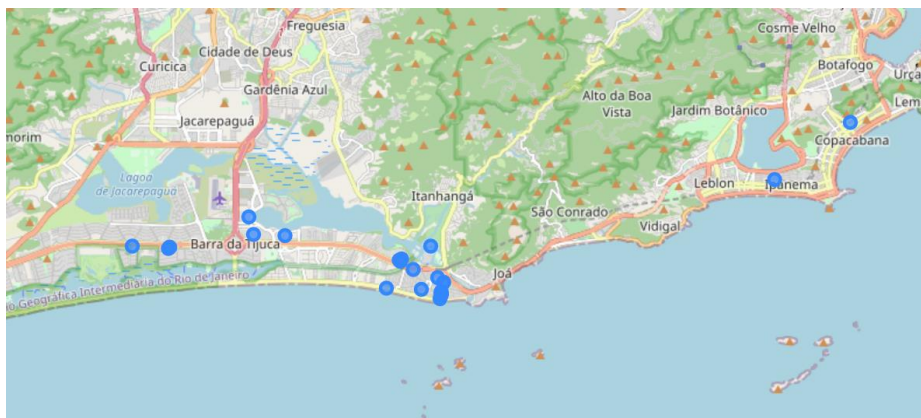 Freguesia
Cosme Velho
Cidade de Deus
Curicica
Botafogo
Urca
Gardênia Azul
Alto da Boa
Vista
Lem
Jardim Botânico
Jacarepaguá
morim
Copacabana
Lagoa
de Jacarepaguá
Leblon
Ipanema
Itanhangá
São Conrado
Vidigal
Barra da Tijuca
Joá
o Geográfica Intermediária do Rio de Janeiro